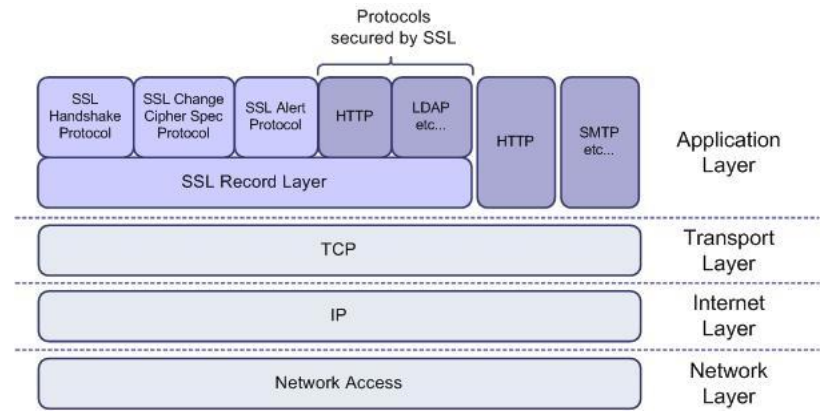 Protocols
secured by SSL
SSL
Handshake
Protocol
SSL Change
Cipher Spec
Protocol
SSL Alert
Protocol
HTTP
LDAP
etc...
HTTP
SMTP
etc...
Application
Layer
SSL Record Layer
TCP
Transport
Layer
IP
Internet
Layer
Network Access
Network
Layer